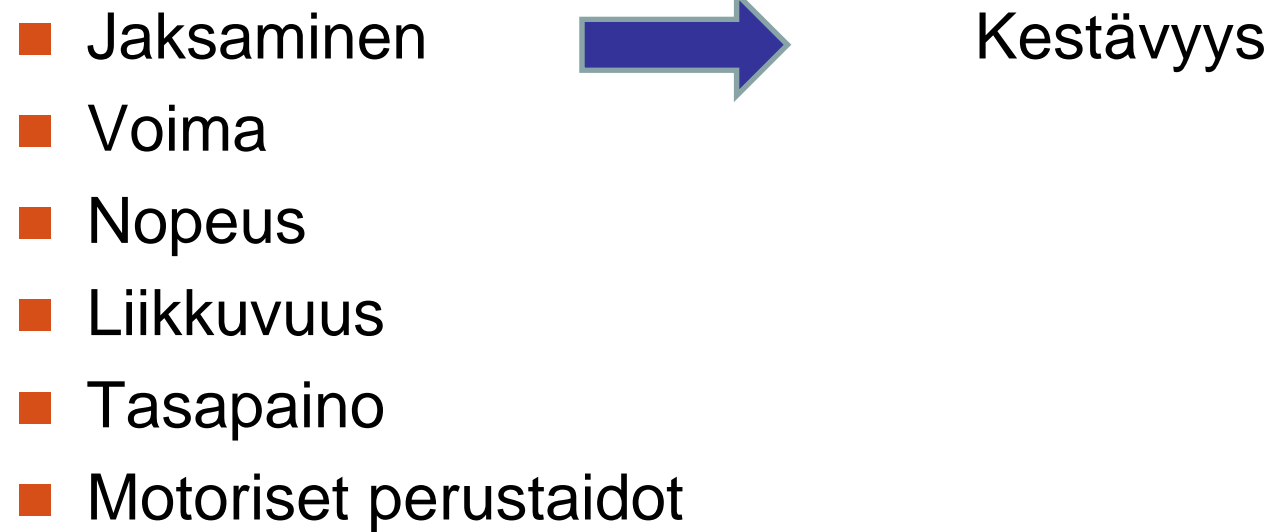 Jaksaminen Kestävyys
Voima
Nopeus
Liikkuvuus
Tasapaino
Motoriset perustaidot